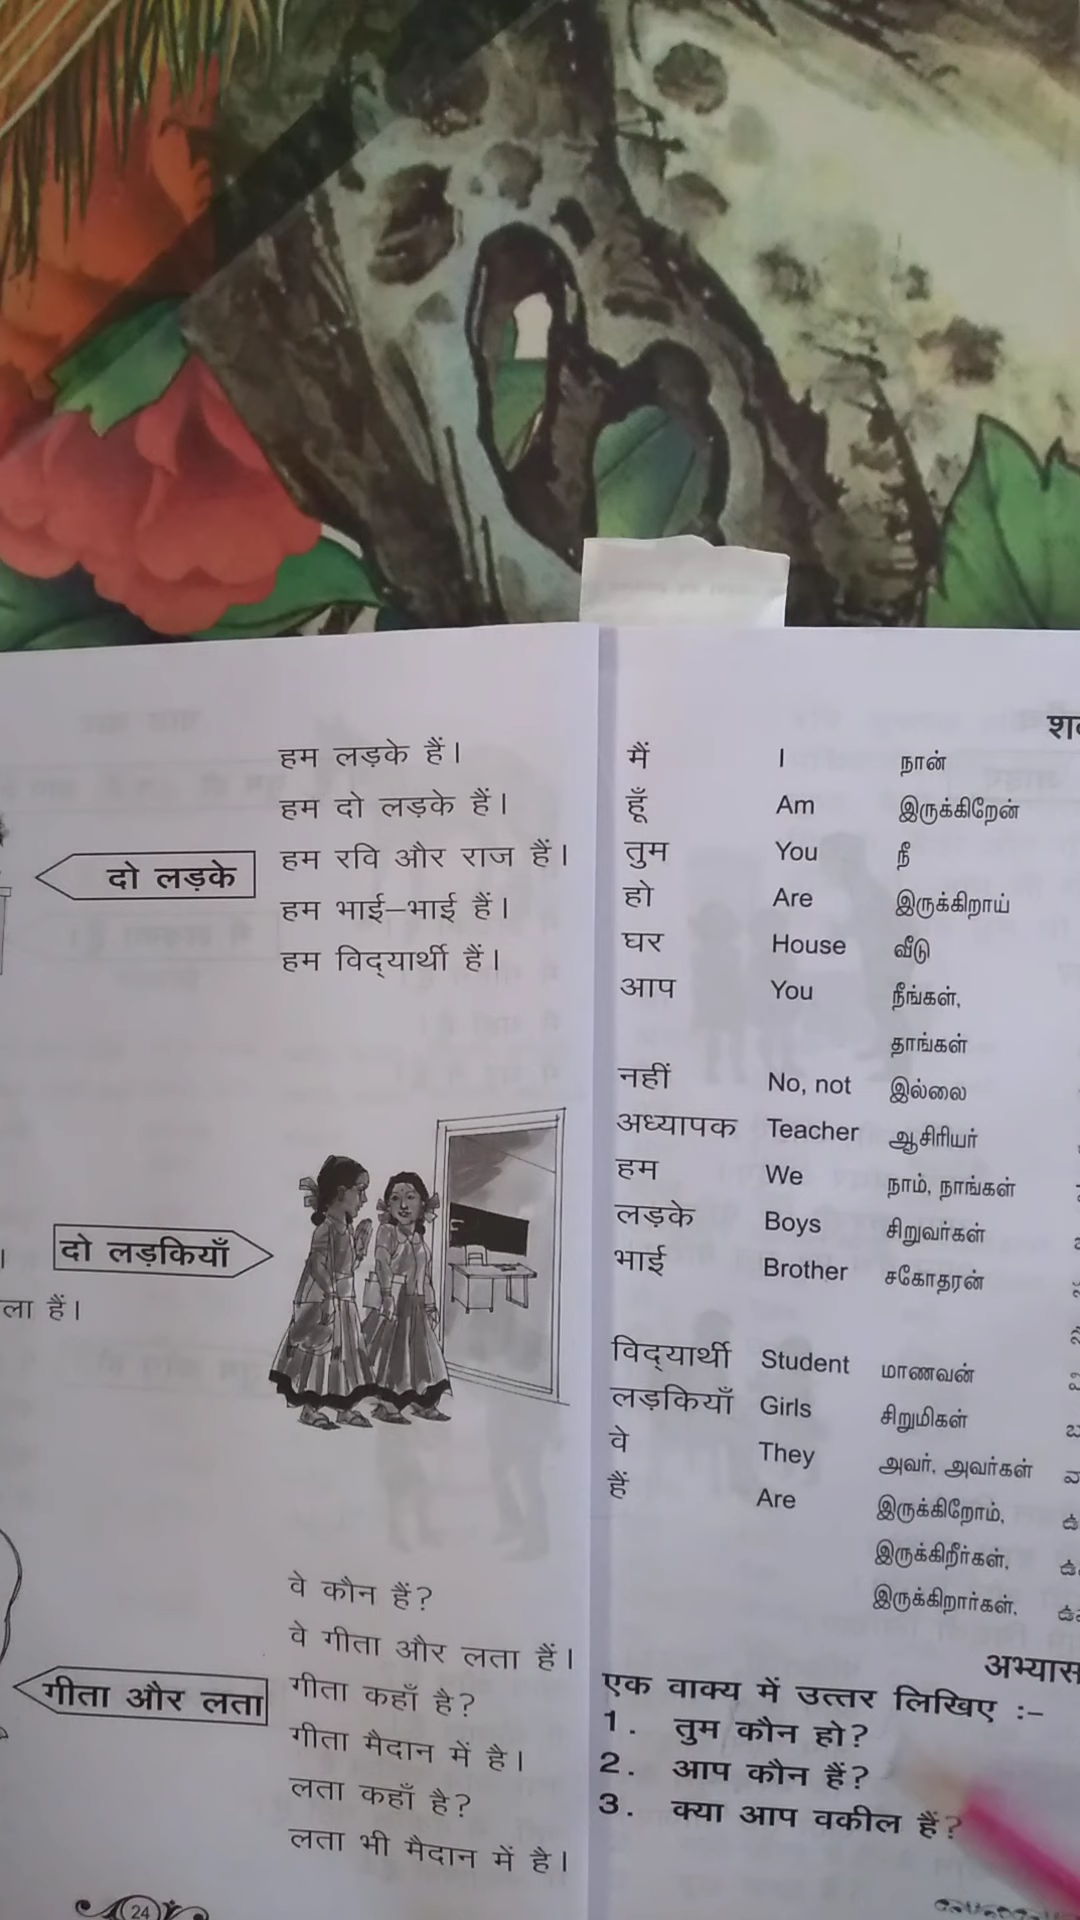 हम लड़के हैं।
हम दो लड़के हैं।
दो लड़के
हम रवि और राज हैं।
हम भाई–भाई हैं।
हम विद्यार्थी हैं।
दो लड़कियाँ
ला हैं।
वे कौन हैं?
वे गीता और लता हैं।
गीता और लता
गीता कहाँ है?
गीता मैदान में है।
लता कहाँ है?
लता भी मैदान में है।
24
मैं I நான்
हूँ Am இருக்கிறேன்
तुम You நீ
हो Are இருக்கிறாய்
घर House வீடு
आप You நீங்கள்,
தாங்கள்
नहीं No, not இல்லை
अध्यापक Teacher ஆசிரியர்
हम We நாம், நாங்கள்
लड़के Boys சிறுவர்கள்
भाई Brother சகோதரன்
विद्यार्थी Student மாணவன்
लड़कियाँ Girls சிறுமிகள்
वे They அவர், அவர்கள்
हैं Are இருக்கிறோம்,
இருக்கிறீர்கள்,
இருக்கிறார்கள்.
अभ्यास
एक वाक्य में उत्तर लिखिए :–
1. तुम कौन हो?
2. आप कौन हैं?
3. क्या आप वकील हैं?